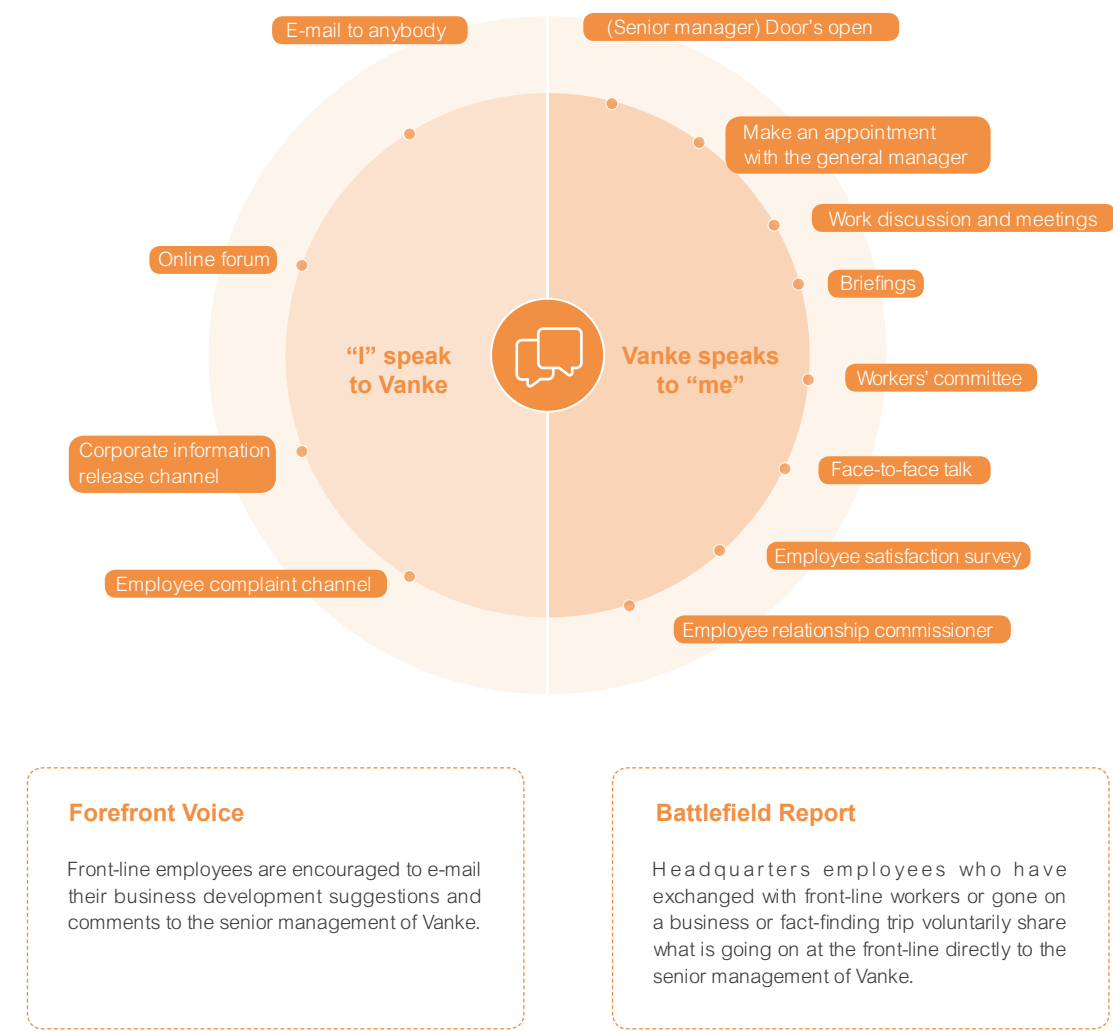 E-mail to anybody
(Senior manager) Door's open
Make an appointment
with the general manager
Work discussion and meetings
Online forum
Briefings
“I” speak
to Vanke
Vanke speaks
to “me”
Workers’ committee
Corporate information
release channel
Face-to-face talk
Employee satisfaction survey
Employee complaint channel
Employee relationship commissioner
Forefront Voice
Front-line employees are encouraged to e-mail
their business development suggestions and
comments to the senior management of Vanke.
Battlefield Report
Headquarters employees who have
exchanged with front-line workers or gone on
a business or fact-finding trip voluntarily share
what is going on at the front-line directly to the
senior management of Vanke.